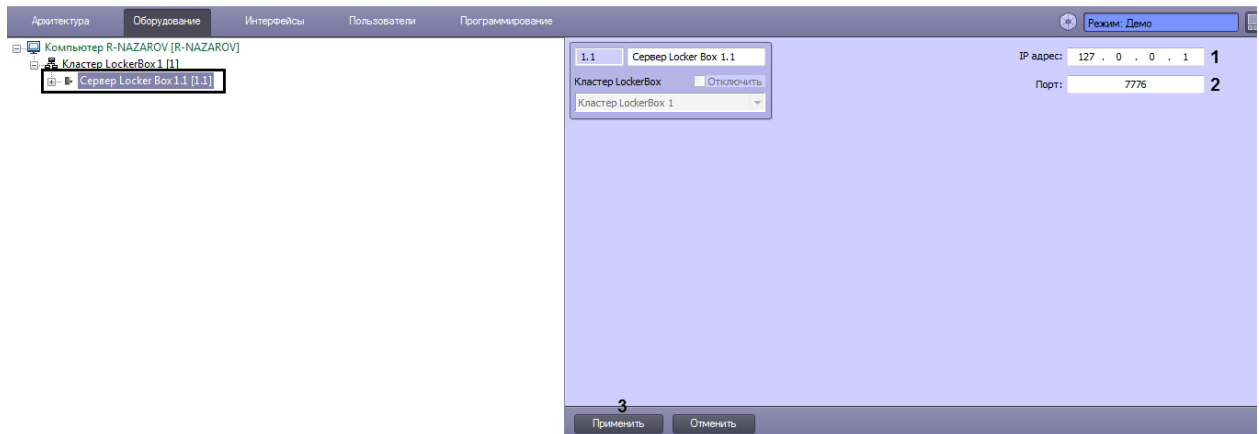 Архитектура Оборудование Интерфейсы Пользователи Программирование Режим: Демо
Компьютер R-NAZAROV [R-NAZAROV]
Кластер LockerBox 1 [1]
Сервер Locker Box 1.1 [1.1]
1.1 Сервер Locker Box 1.1
Кластер LockerBox Отключить
Кластер LockerBox 1
IP адрес: 127 . 0 . 0 . 1 1
Порт: 7776 2
3
Применить Отменить